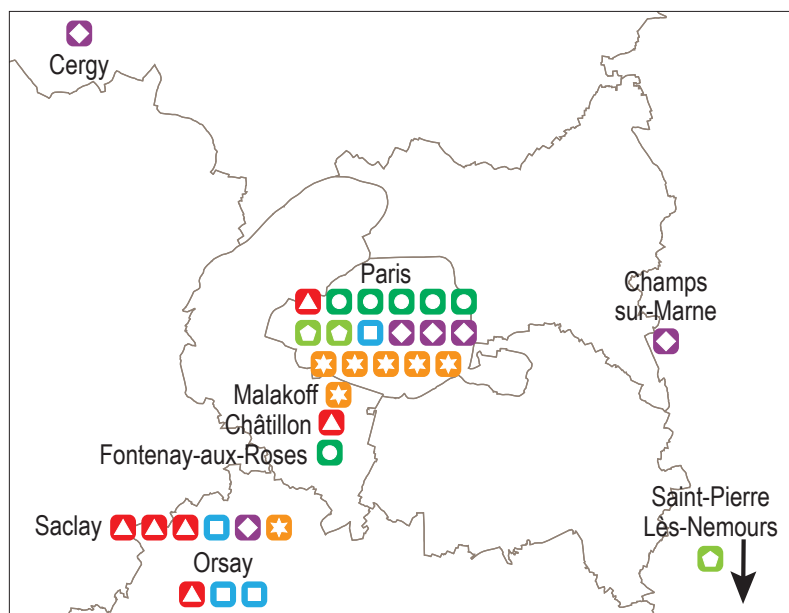 Cergy
Paris
Champs
sur-Marne
Malakoff
Châtillon
Fontenay-aux-Roses
Saclay
Orsay
Saint-Pierre
Lès-Nemours